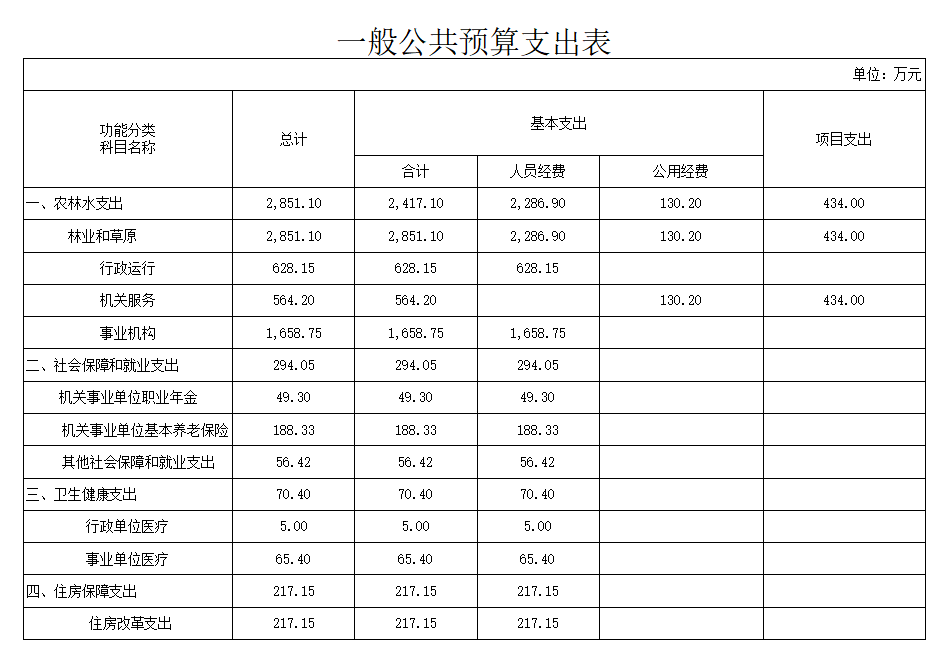 一般公共预算支出表
单位：万元
功能分类
科目名称 总计 基本支出 项目支出
合计 人员经费 公用经费
一、农林水支出 2,851.10 2,417.10 2,286.90 130.20 434.00
林业和草原 2,851.10 2,851.10 2,286.90 130.20 434.00
行政运行 628.15 628.15 628.15
机关服务 564.20 564.20 130.20 434.00
事业机构 1,658.75 1,658.75 1,658.75
二、社会保障和就业支出 294.05 294.05 294.05
机关事业单位职业年金 49.30 49.30 49.30
机关事业单位基本养老保险 188.33 188.33 188.33
其他社会保障和就业支出 56.42 56.42 56.42
三、卫生健康支出 70.40 70.40 70.40
行政单位医疗 5.00 5.00 5.00
事业单位医疗 65.40 65.40 65.40
四、住房保障支出 217.15 217.15 217.15
住房改革支出 217.15 217.15 217.15